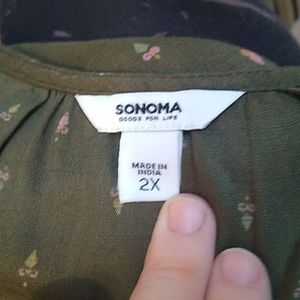 SONOMA
GOODS FOR LIFE
MADE IN
INDIA
2X